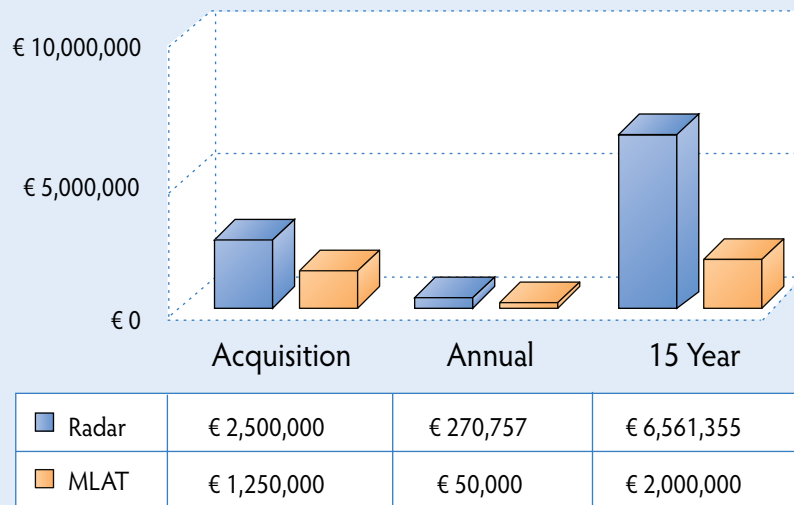 € 10,000,000
€ 5,000,000
€ 0
Acquisition Annual 15 Year
Radar € 2,500,000 € 270,757 € 6,561,355
MLAT € 1,250,000 € 50,000 € 2,000,000